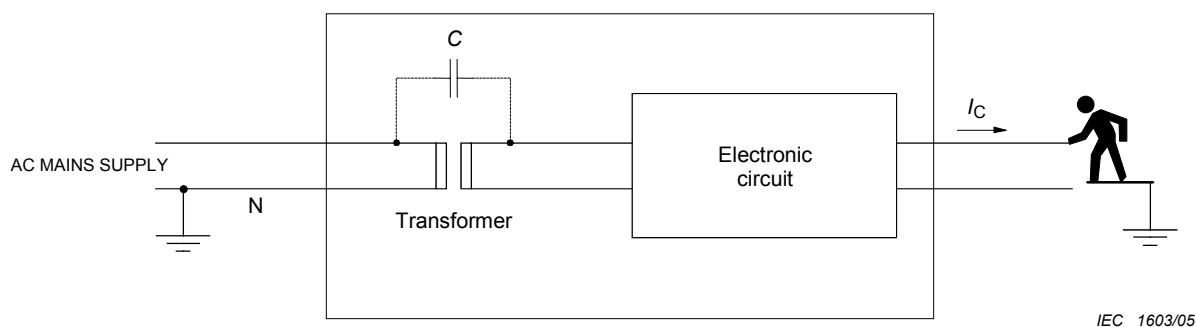 C
I_C
AC MAINS SUPPLY
Electronic
circuit
N
Transformer
IEC 1603/05